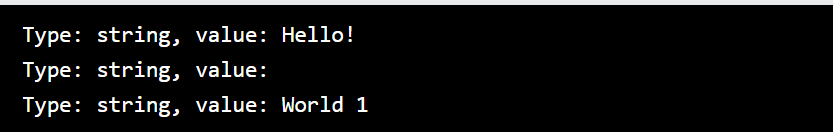 Type: string, value: Hello!
Type: string, value:
Type: string, value: World 1